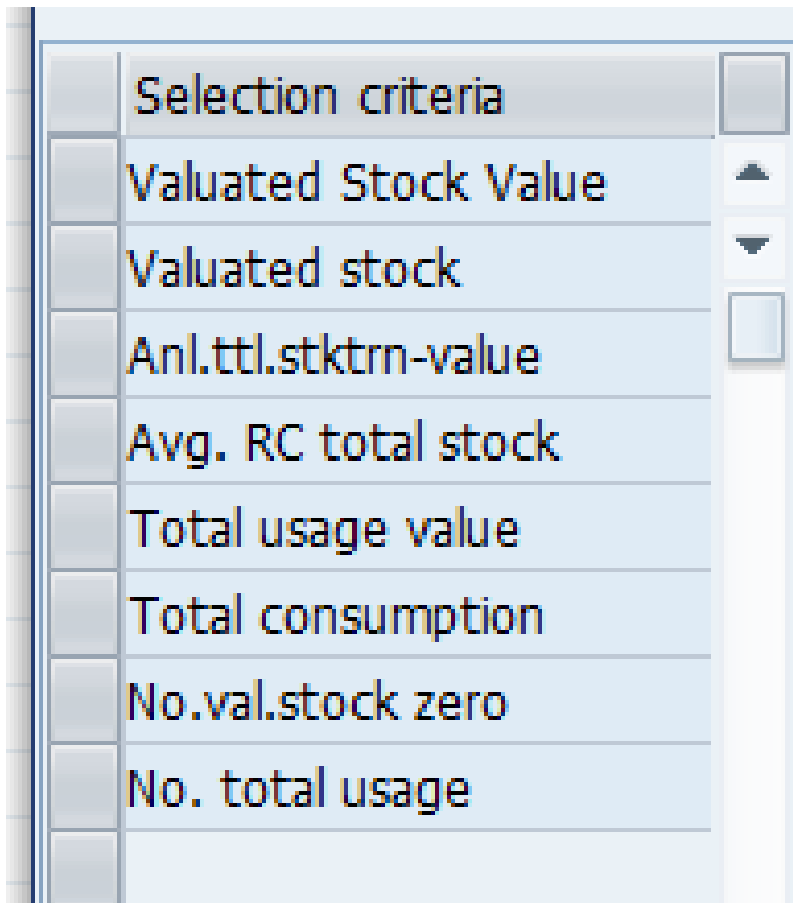 Selection criteria
Valuated Stock Value
Valuated stock
Anl.ttl.stktrn-value
Avg. RC total stock
Total usage value
Total consumption
No.val.stock zero
No. total usage